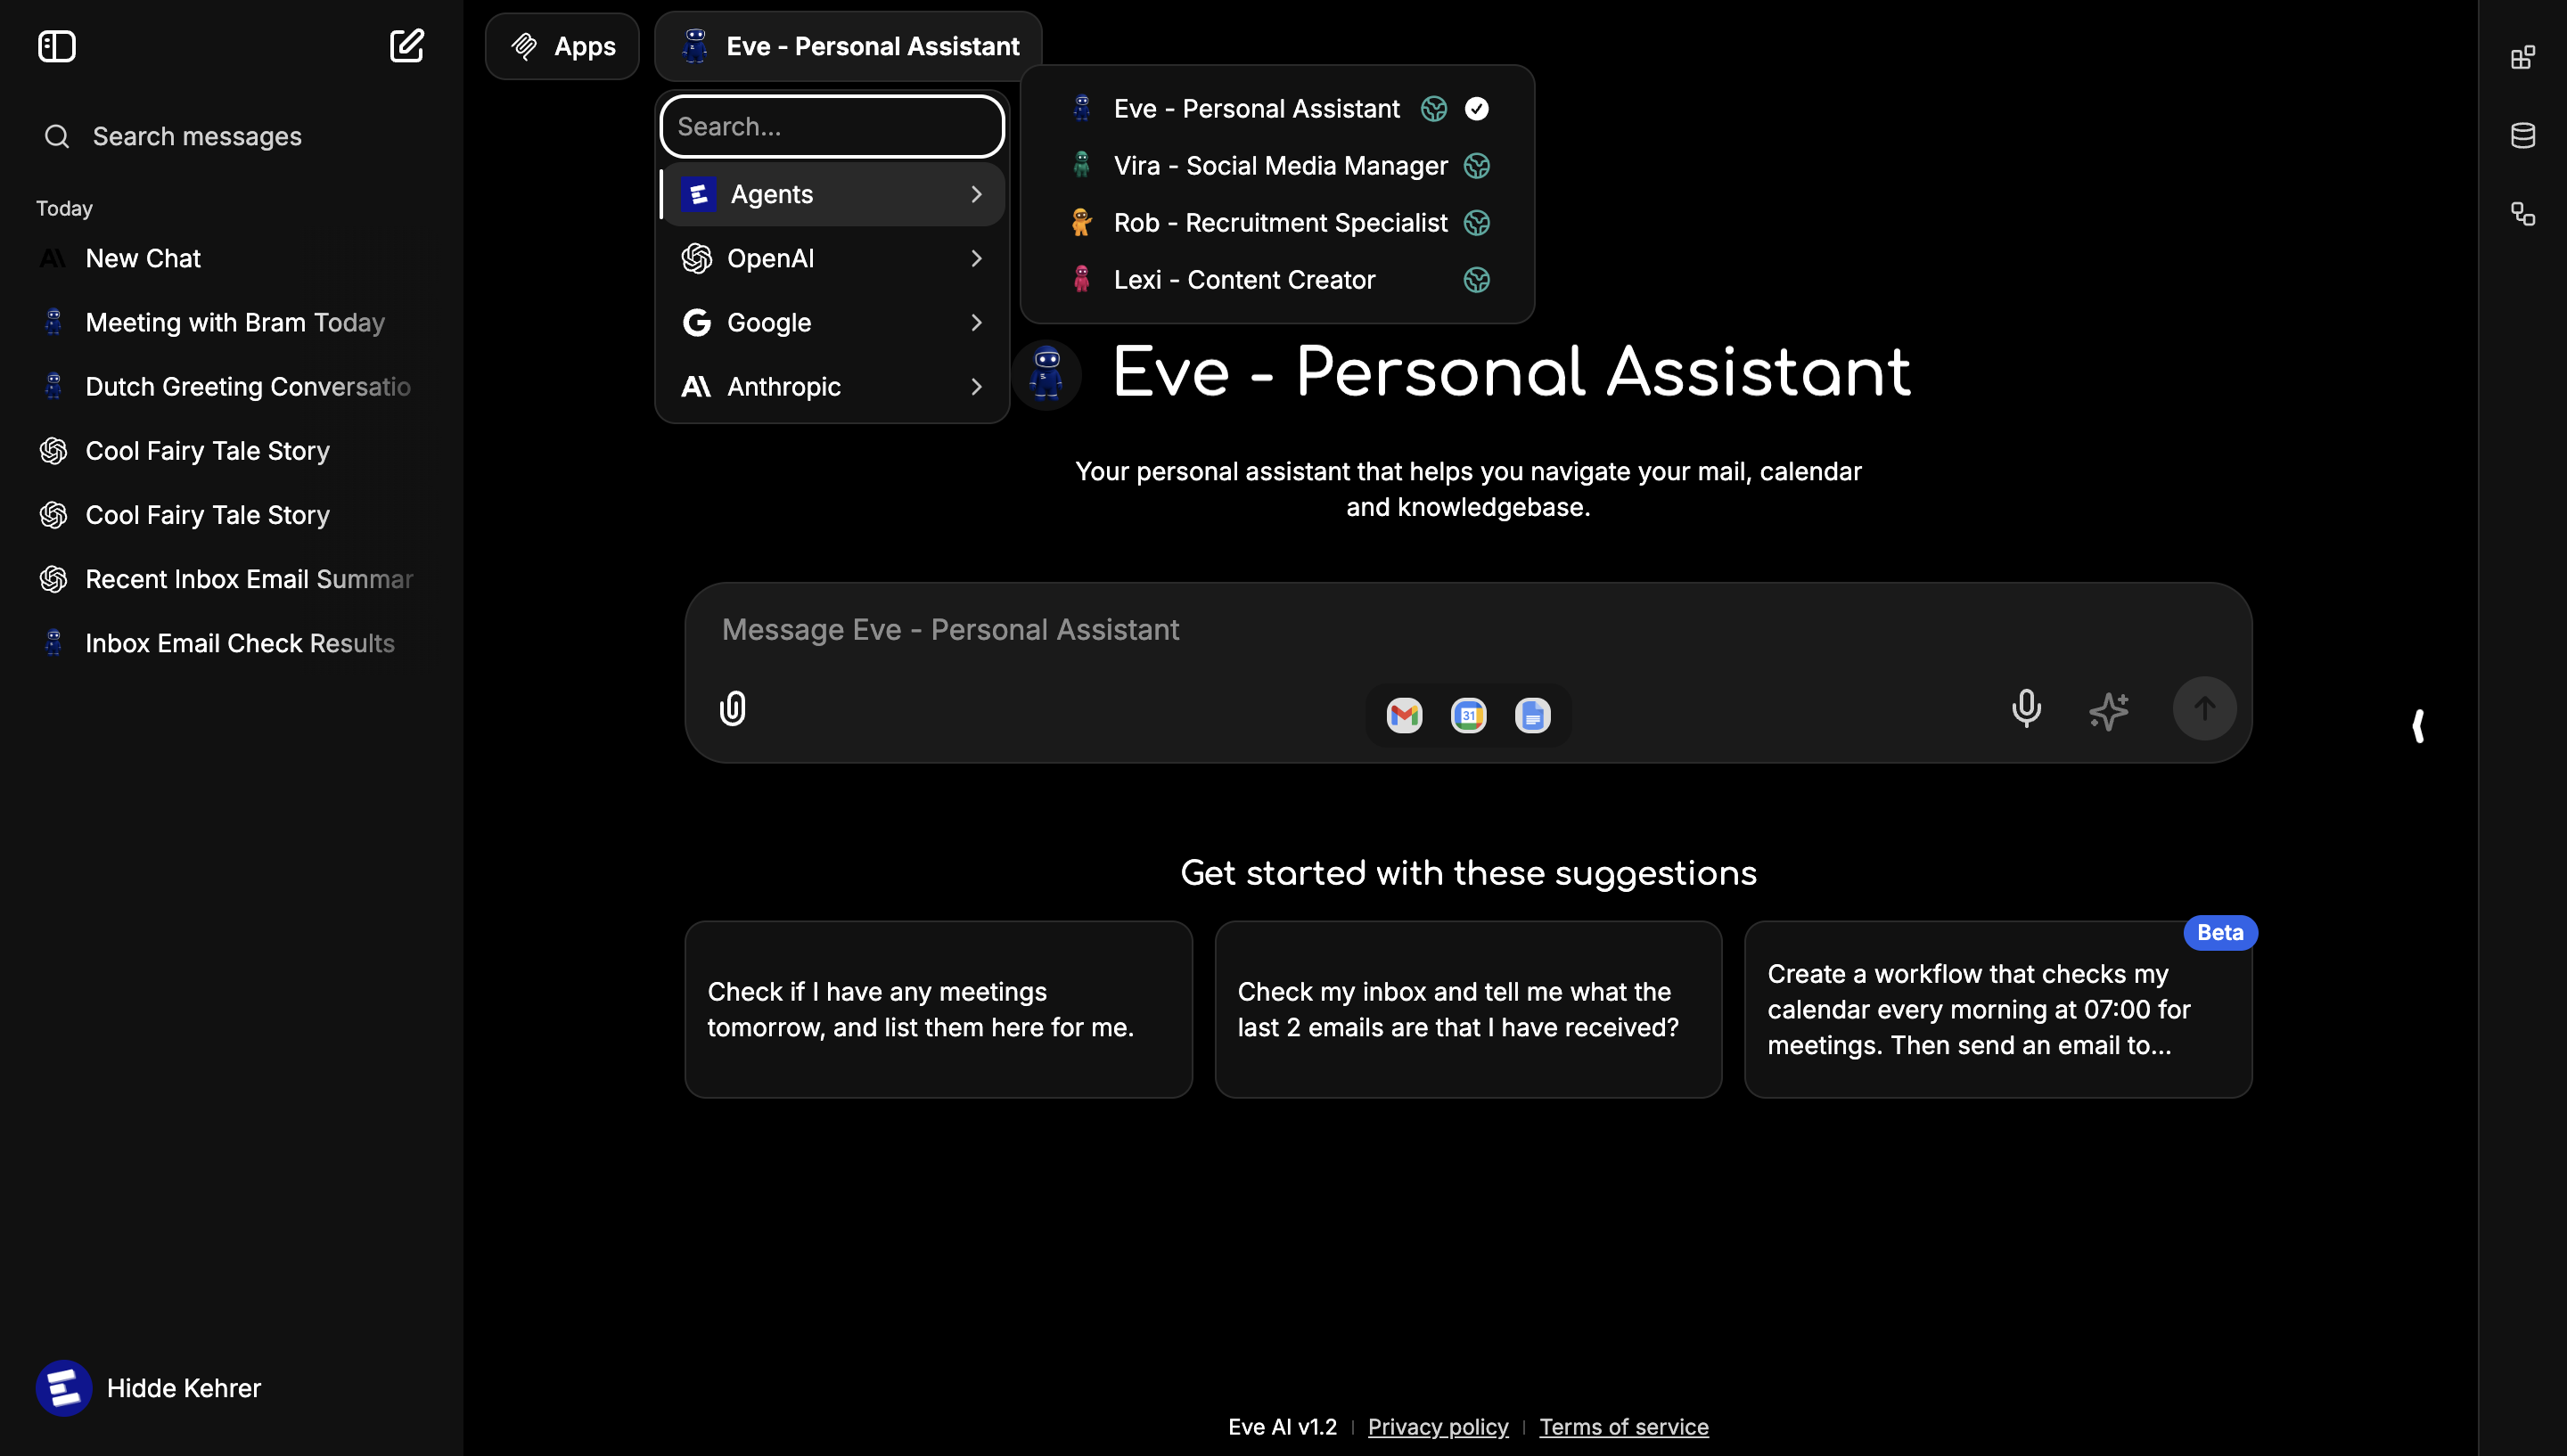 Search messages
Today
New Chat
Meeting with Bram Today
Dutch Greeting Conversatio
Cool Fairy Tale Story
Cool Fairy Tale Story
Recent Inbox Email Summar
Inbox Email Check Results
Hidde Kehrer
Apps
Eve - Personal Assistant
Search...
Agents
OpenAI
Google
Anthropic
Eve - Personal Assistant
Vira - Social Media Manager
Rob - Recruitment Specialist
Lexi - Content Creator
Eve - Personal Assistant
Your personal assistant that helps you navigate your mail, calendar
and knowledgebase.
Message Eve - Personal Assistant
31
Get started with these suggestions
Check if I have any meetings
tomorrow, and list them here for me.
Check my inbox and tell me what the
last 2 emails are that I have received?
Beta
Create a workflow that checks my
calendar every morning at 07:00 for
meetings. Then send an email to...
Eve AI v1.2 | Privacy policy | Terms of service